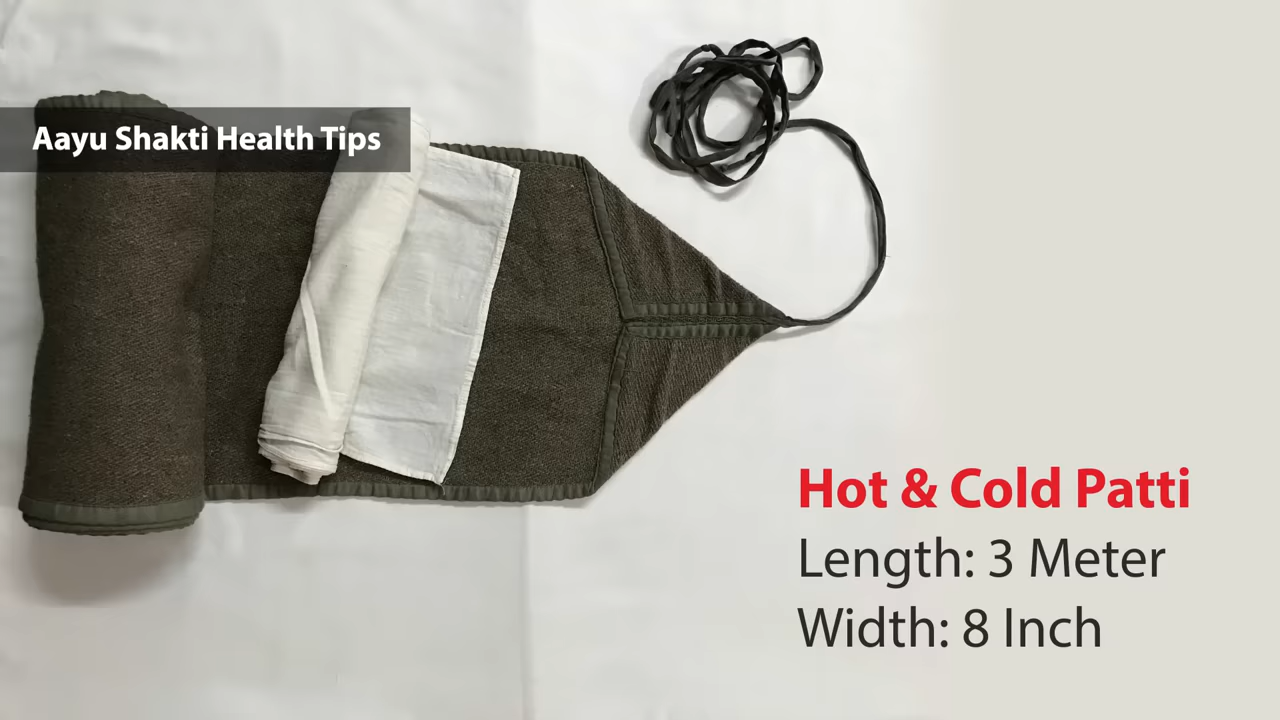 Aayu Shakti Health Tips
Hot & Cold Patti
Length: 3 Meter
Width: 8 Inch